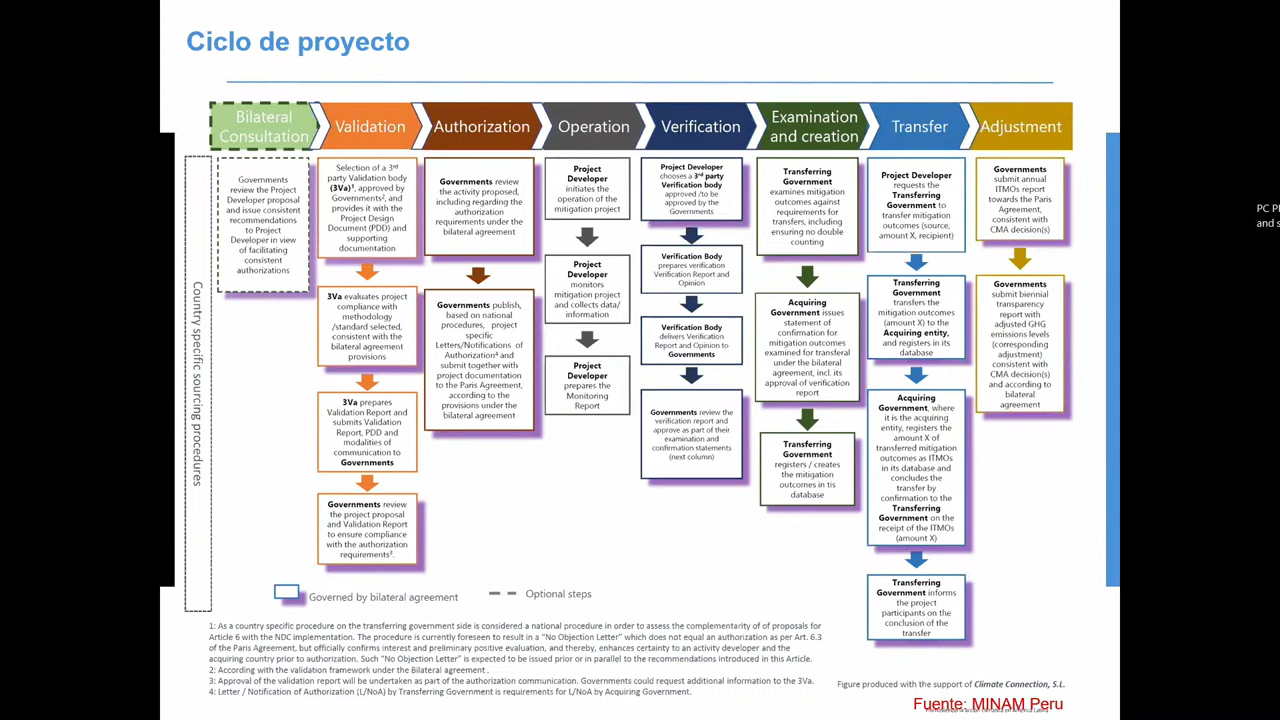 Ciclo de proyecto
Bilateral
Consultation
Validation
Authorization
Operation
Verification
Examination
and creation
Transfer
Adjustment
Country specific sourcing procedures
Governments
review the Project
Developer proposal
and issue consistent
recommendations
to Project
Developer in view
of facilitating
consistent
authorizations
Selection of a 3rd
party Validation body
(3Va)1, approved by
Governments2, and
provides it with the
Project Design
Document (PDD) and
supporting
documentation
3Va evaluates project
compliance with
methodology
/standard selected,
consistent with the
bilateral agreement
provisions
3Va prepares
Validation Report and
submits Validation
Report, PDD and
modalities of
communication to
Governments
Governments review
the project proposal
and Validation Report
to ensure compliance
with the authorization
requirements3.
Governments review
the activity proposed,
including regarding the
authorization
requirements under the
bilateral agreement
Governments publish,
based on national
procedures, project
specific
Letters/Notifications of
Authorization4 and
submit together with
project documentation
to the Paris Agreement,
according to the
provisions under the
bilateral agreement
Project
Developer
initiates the
operation of the
mitigation project
Project
Developer
monitors
mitigation project
and collects data/
information
Project
Developer
prepares the
Monitoring
Report
Project Developer
chooses a 3rd party
Verification body
approved /to be
approved by the
Governments
Verification Body
prepares verification
Verification Report and
Opinion
Verification Body
delivers Verification
Report and Opinion to
Governments
Governments review the
verification report and
approve as part of their
examination and
confirmation statements
(next column)
Transferring
Government
examines mitigation
outcomes against
requirements for
transfers, including
ensuring no double
counting
Acquiring
Government issues
statement of
confirmation for
mitigation outcomes
examined for transferal
under the bilateral
agreement, incl. its
approval of verification
report
Transferring
Government
registers / creates
the mitigation
outcomes in its
database
Project Developer
requests the
Transferring
Government to
transfer mitigation
outcomes (source,
amount X, recipient)
Transferring
Government
transfers the
mitigation outcomes
(amount X) to the
Acquiring entity,
and registers in its
database
Acquiring
Government, where
it is the acquiring
entity, registers the
amount X of
transferred mitigation
outcomes as ITMOs
in its database and
concludes the
transfer by
confirmation to the
Transferring
Government on the
receipt of the ITMOs
(amount X)
Transferring
Government informs
the project
participants on the
conclusion of the
transfer
Governments
submit annual
ITMOs report
towards the Paris
Agreement,
consistent with
CMA decision(s)
Governments
submit biennial
transparency
report with
adjusted GHG
emissions levels
(corresponding
adjustment)
consistent with
CMA decision(s)
and according to
bilateral
agreement
Governed by bilateral agreement
Optional steps
1: As a country specific procedure on the transferring government side is considered a national procedure in order to assess the complementarity of of proposals for
Article 6 with the NDC implementation. The procedure is currently foreseen to result in a "No Objection Letter" which does not equal an authorization as per Art. 6.3
of the Paris Agreement, but officially confirms interest and preliminary positive evaluation, and thereby, enhances certainty to an activity developer and the
acquiring country prior to authorization. Such "No Objection Letter" is expected to be issued prior or in parallel to the recommendations introduced in this Article.
2: According with the validation framework under the Bilateral agreement .
3: Approval of the validation report will be undertaken as part of the authorization communication. Governments could request additional information to the 3Va.
4: Letter / Notification of Authorization (L/NoA) by Transferring Government is requirements for L/NoA by Acquiring Government.
Figure produced with the support of Climate Connection, S.L.
Fuente: MINAM Peru
PC
and